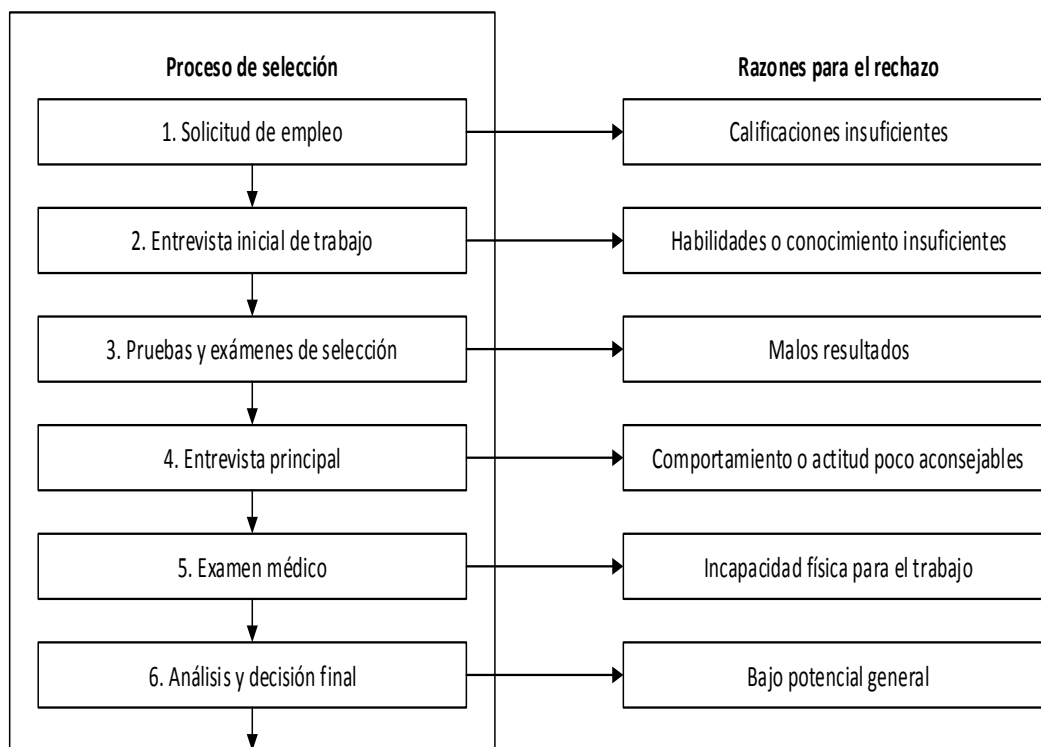 Proceso de selección
Razones para el rechazo
1. Solicitud de empleo
Calificaciones insuficientes
2. Entrevista inicial de trabajo
Habilidades o conocimiento insuficientes
3. Pruebas y exámenes de selección
Malos resultados
4. Entrevista principal
Comportamiento o actitud poco aconsejables
5. Examen médico
Incapacidad física para el trabajo
6. Análisis y decisión final
Bajo potencial general